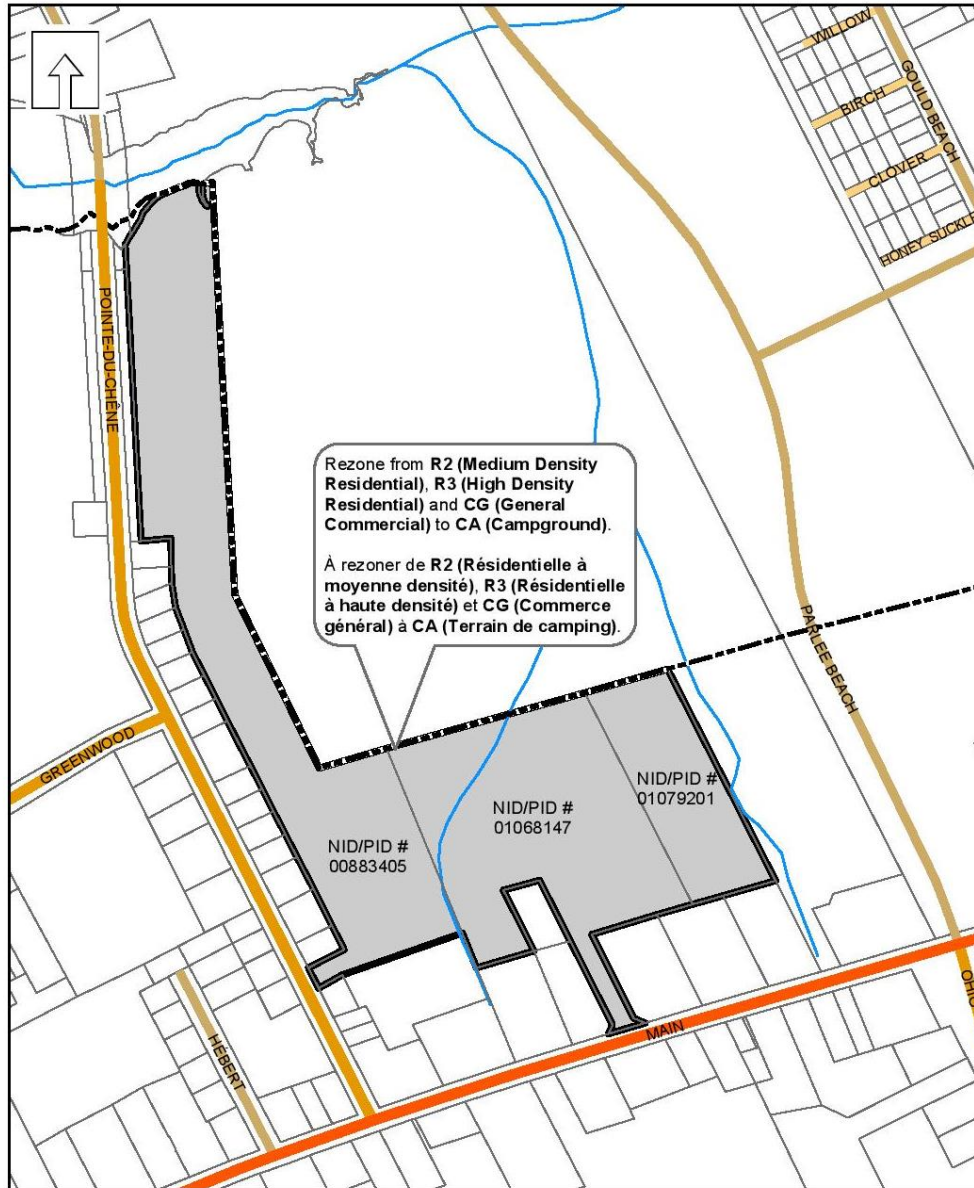 WILLOW
BIRCH
GOULD BEACH
CLOVER
HONEY SUCKLE
POINTE-DU-CHÊNE
Rezone from R2 (Medium Density
Residential), R3 (High Density
Residential) and CG (General
Commercial) to CA (Campground).
À rezoner de R2 (Résidentielle à
moyenne densité), R3 (Résidentielle
à haute densité) et CG (Commerce
général) à CA (Terrain de camping).
PARLEE BEACH
GREENWOOD
NID/PID #
01079201
NID/PID #
01068147
NID/PID #
00883405
HÉBERT
MAIN
OHIO